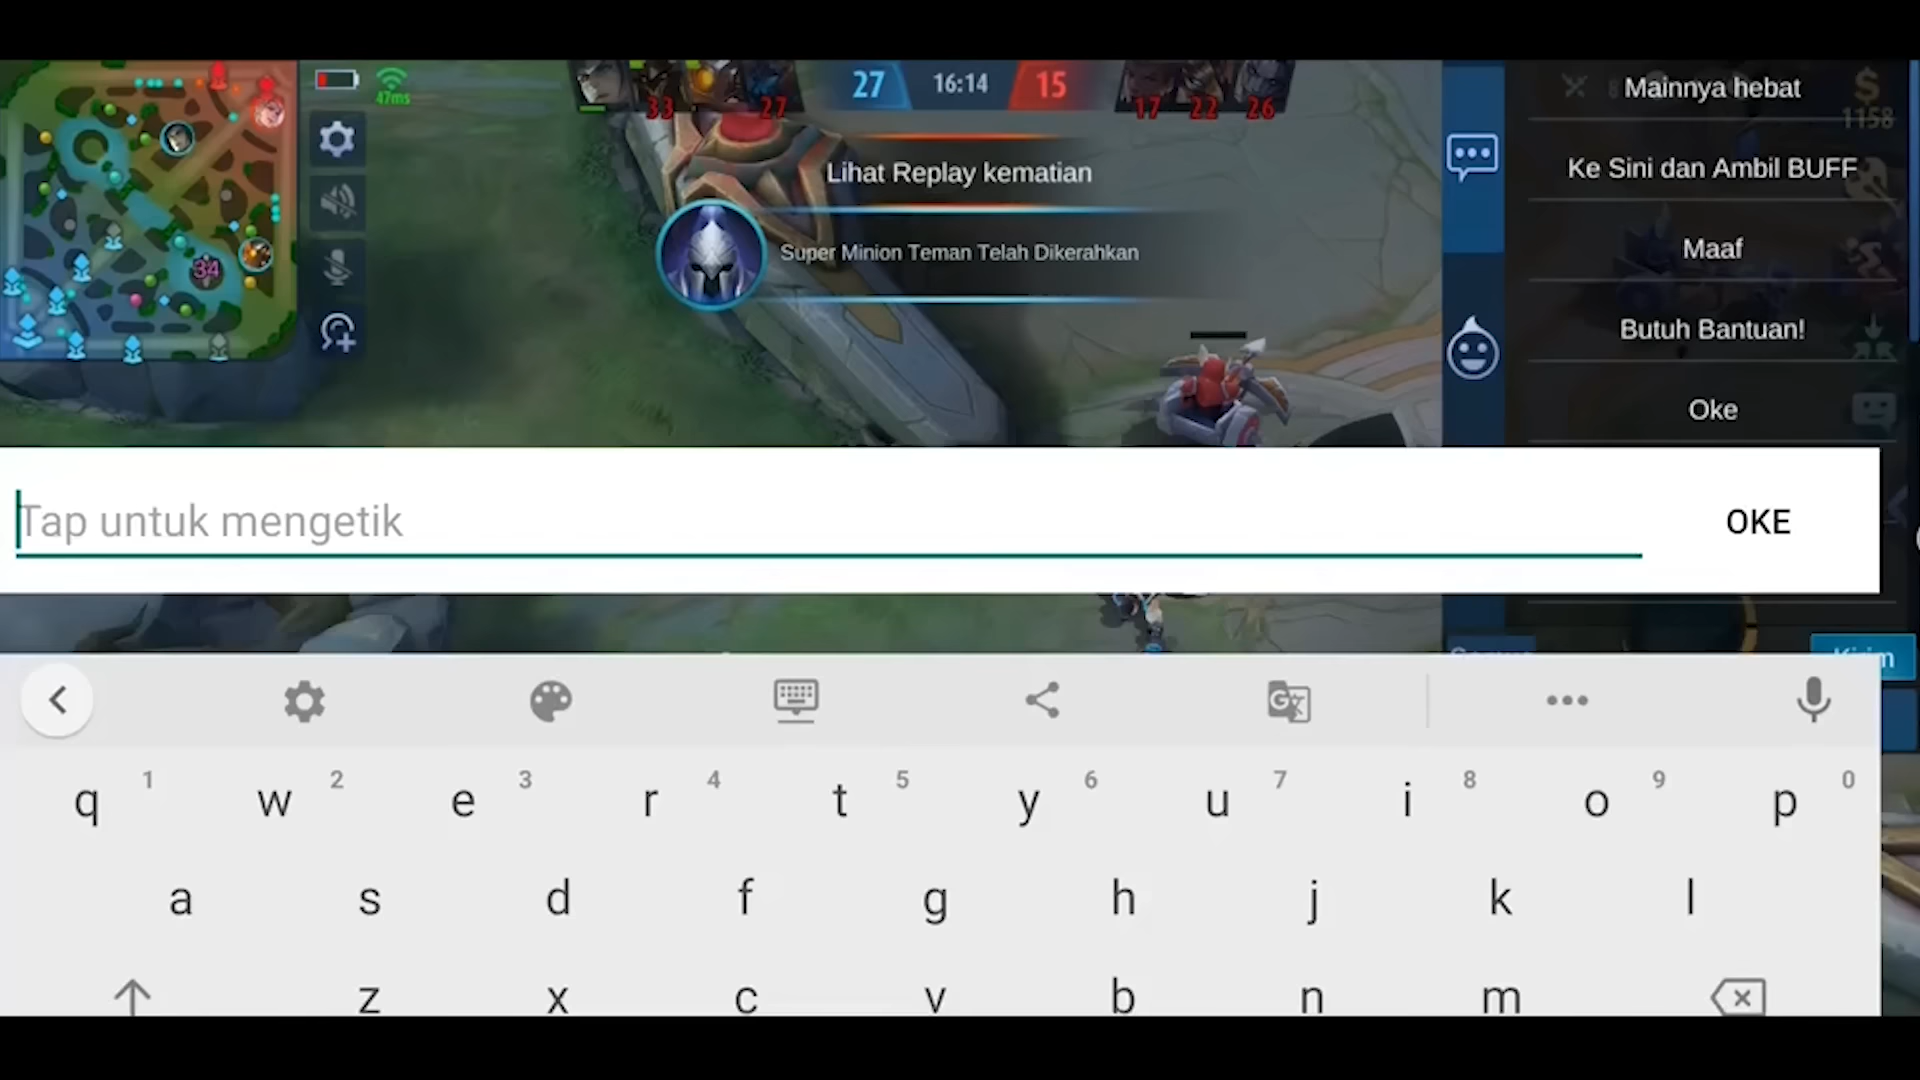 47ms
33
27
27
16:14
15
17
22
26
Mainnya hebat
1158
Lihat Replay kematian
Ke Sini dan Ambil BUFF
Super Minion Teman Telah Dikerahkan
Maaf
34
Butuh Bantuan!
Oke
Tap untuk mengetik
OKE
q 1 w 2 e 3 r 4 t 5 y 6 u 7 i 8 o 9 p 0
a s d f g h j k l
z x c v b n m